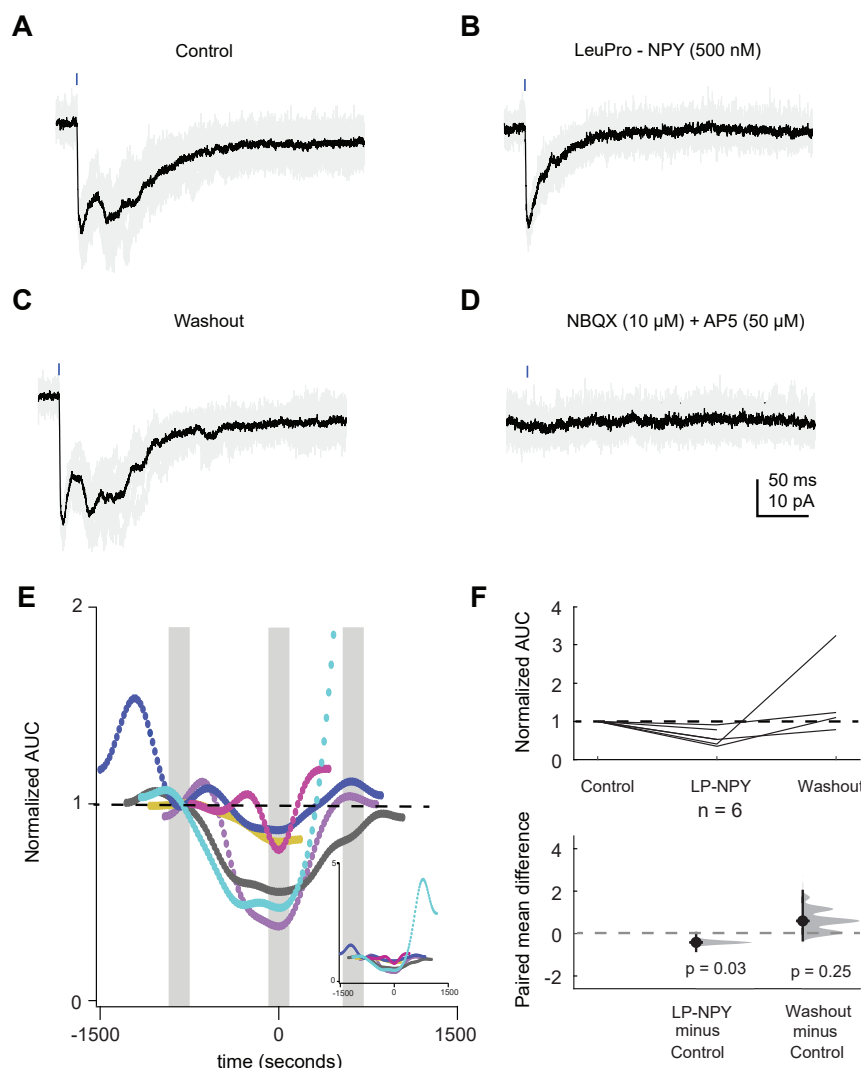 A
Control
B
LeuPro - NPY (500 nM)
C
Washout
D
NBQX (10 µM) + AP5 (50 µM)
50 ms
10 pA
E
2
1
0
Normalized AUC
-1500
0
1500
time (seconds)
5
0
-1500
0
1500
F
4
3
2
1
0
Normalized AUC
Control
LP-NPY
Washout
n = 6
4
2
0
-2
Paired mean difference
p = 0.03
p = 0.25
LP-NPY
minus
Control
Washout
minus
Control